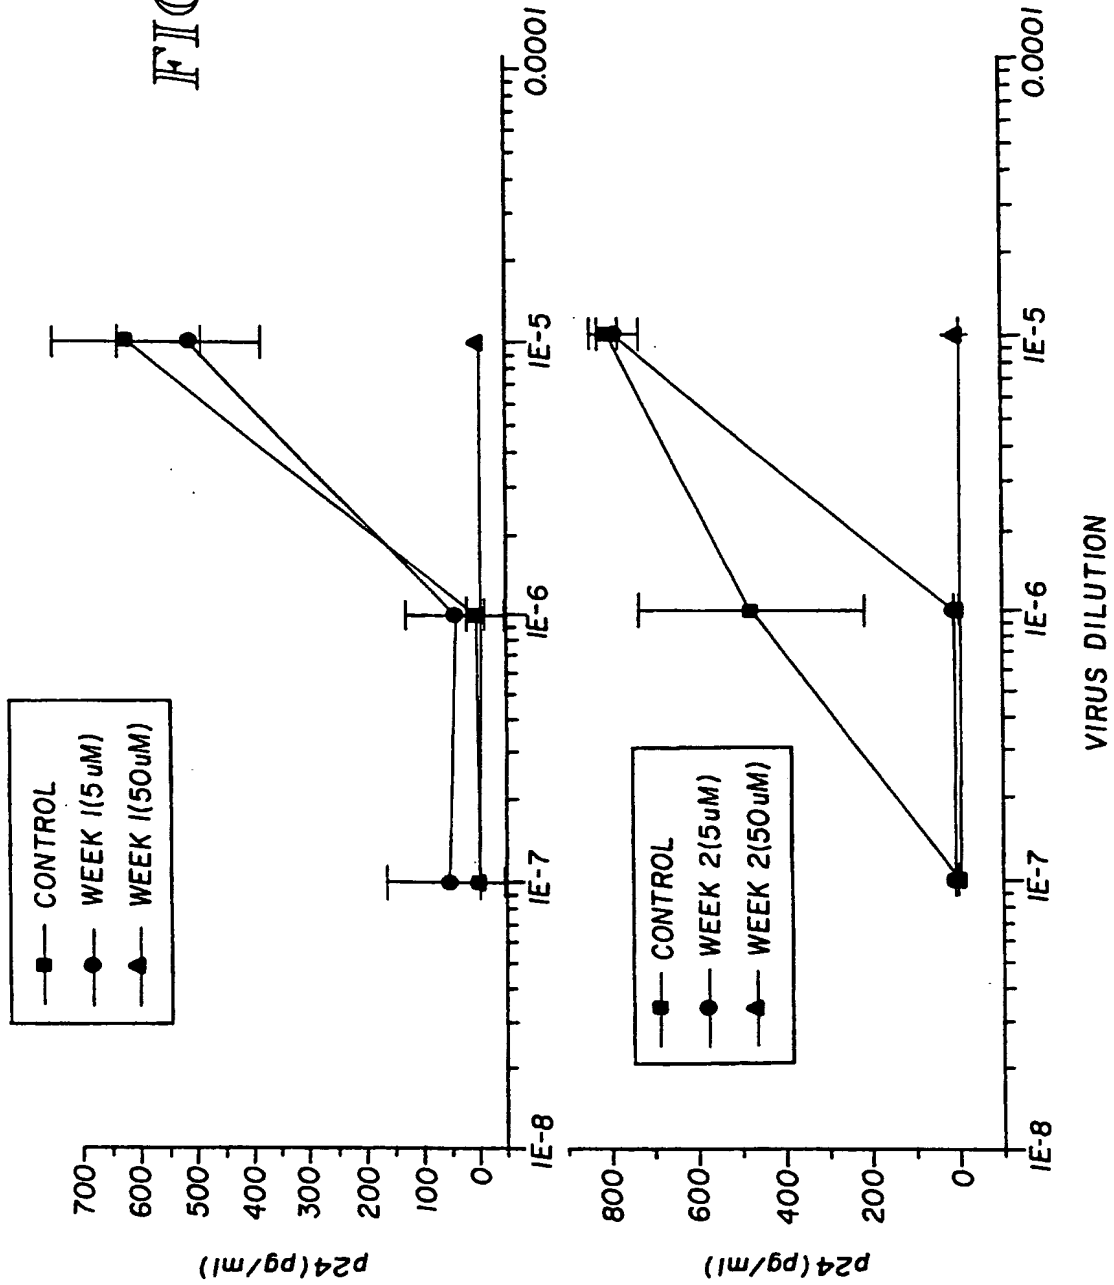 FIG
CONTROL
WEEK 1(5uM)
WEEK 1(50uM)
p24(pg/ml)
700
600
500
400
300
200
100
0
1E-8
1E-7
1E-6
1E-5
0.0001
CONTROL
WEEK 2(5uM)
WEEK 2(50uM)
p24(pg/ml)
800
600
400
200
0
1E-8
1E-7
1E-6
1E-5
0.0001
VIRUS DILUTION